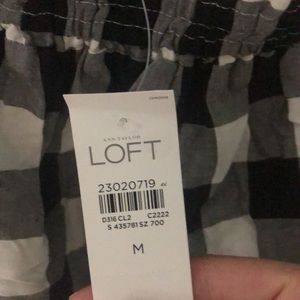 ANN TAYLOR
LOFT
23020719
D316 CL2 C2222
S 435781 SZ 700
M